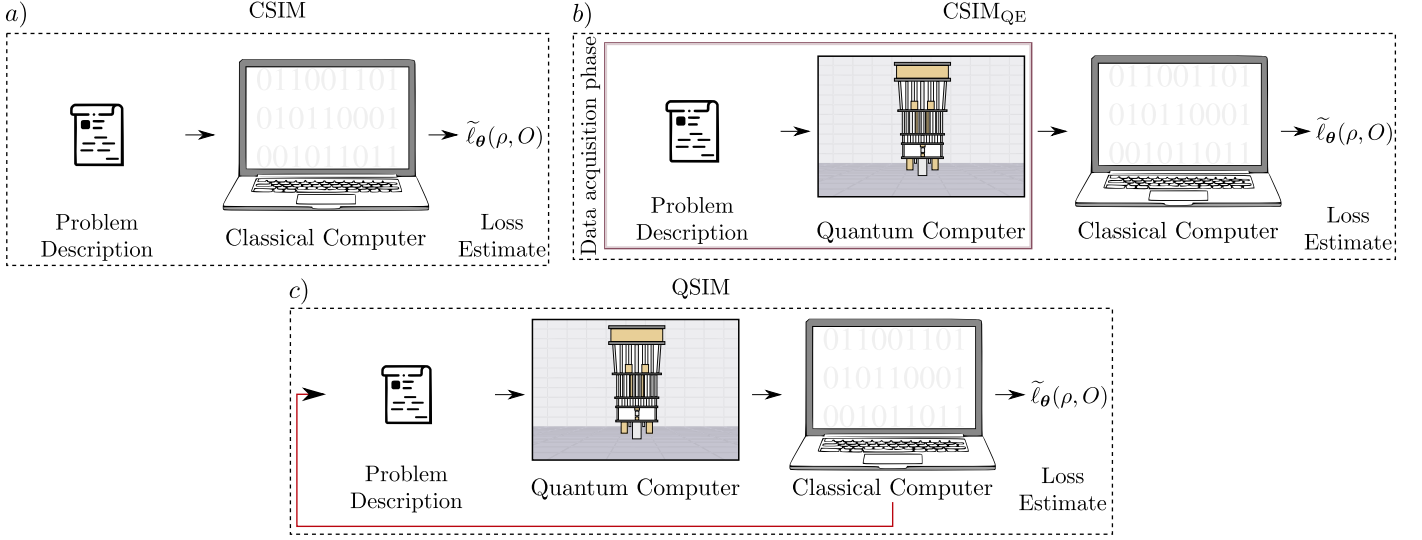 a)
CSIM
011001101
010110001
001011011
Problem
Description
Classical Computer
ℓ̃_θ(ρ, O)
Loss
Estimate
b)
CSIM_QE
Data acquisition phase
Problem
Description
Quantum Computer
011001101
010110001
001011011
Classical Computer
ℓ̃_θ(ρ, O)
Loss
Estimate
c)
QSIM
Problem
Description
Quantum Computer
011001101
010110001
001011011
Classical Computer
ℓ̃_θ(ρ, O)
Loss
Estimate